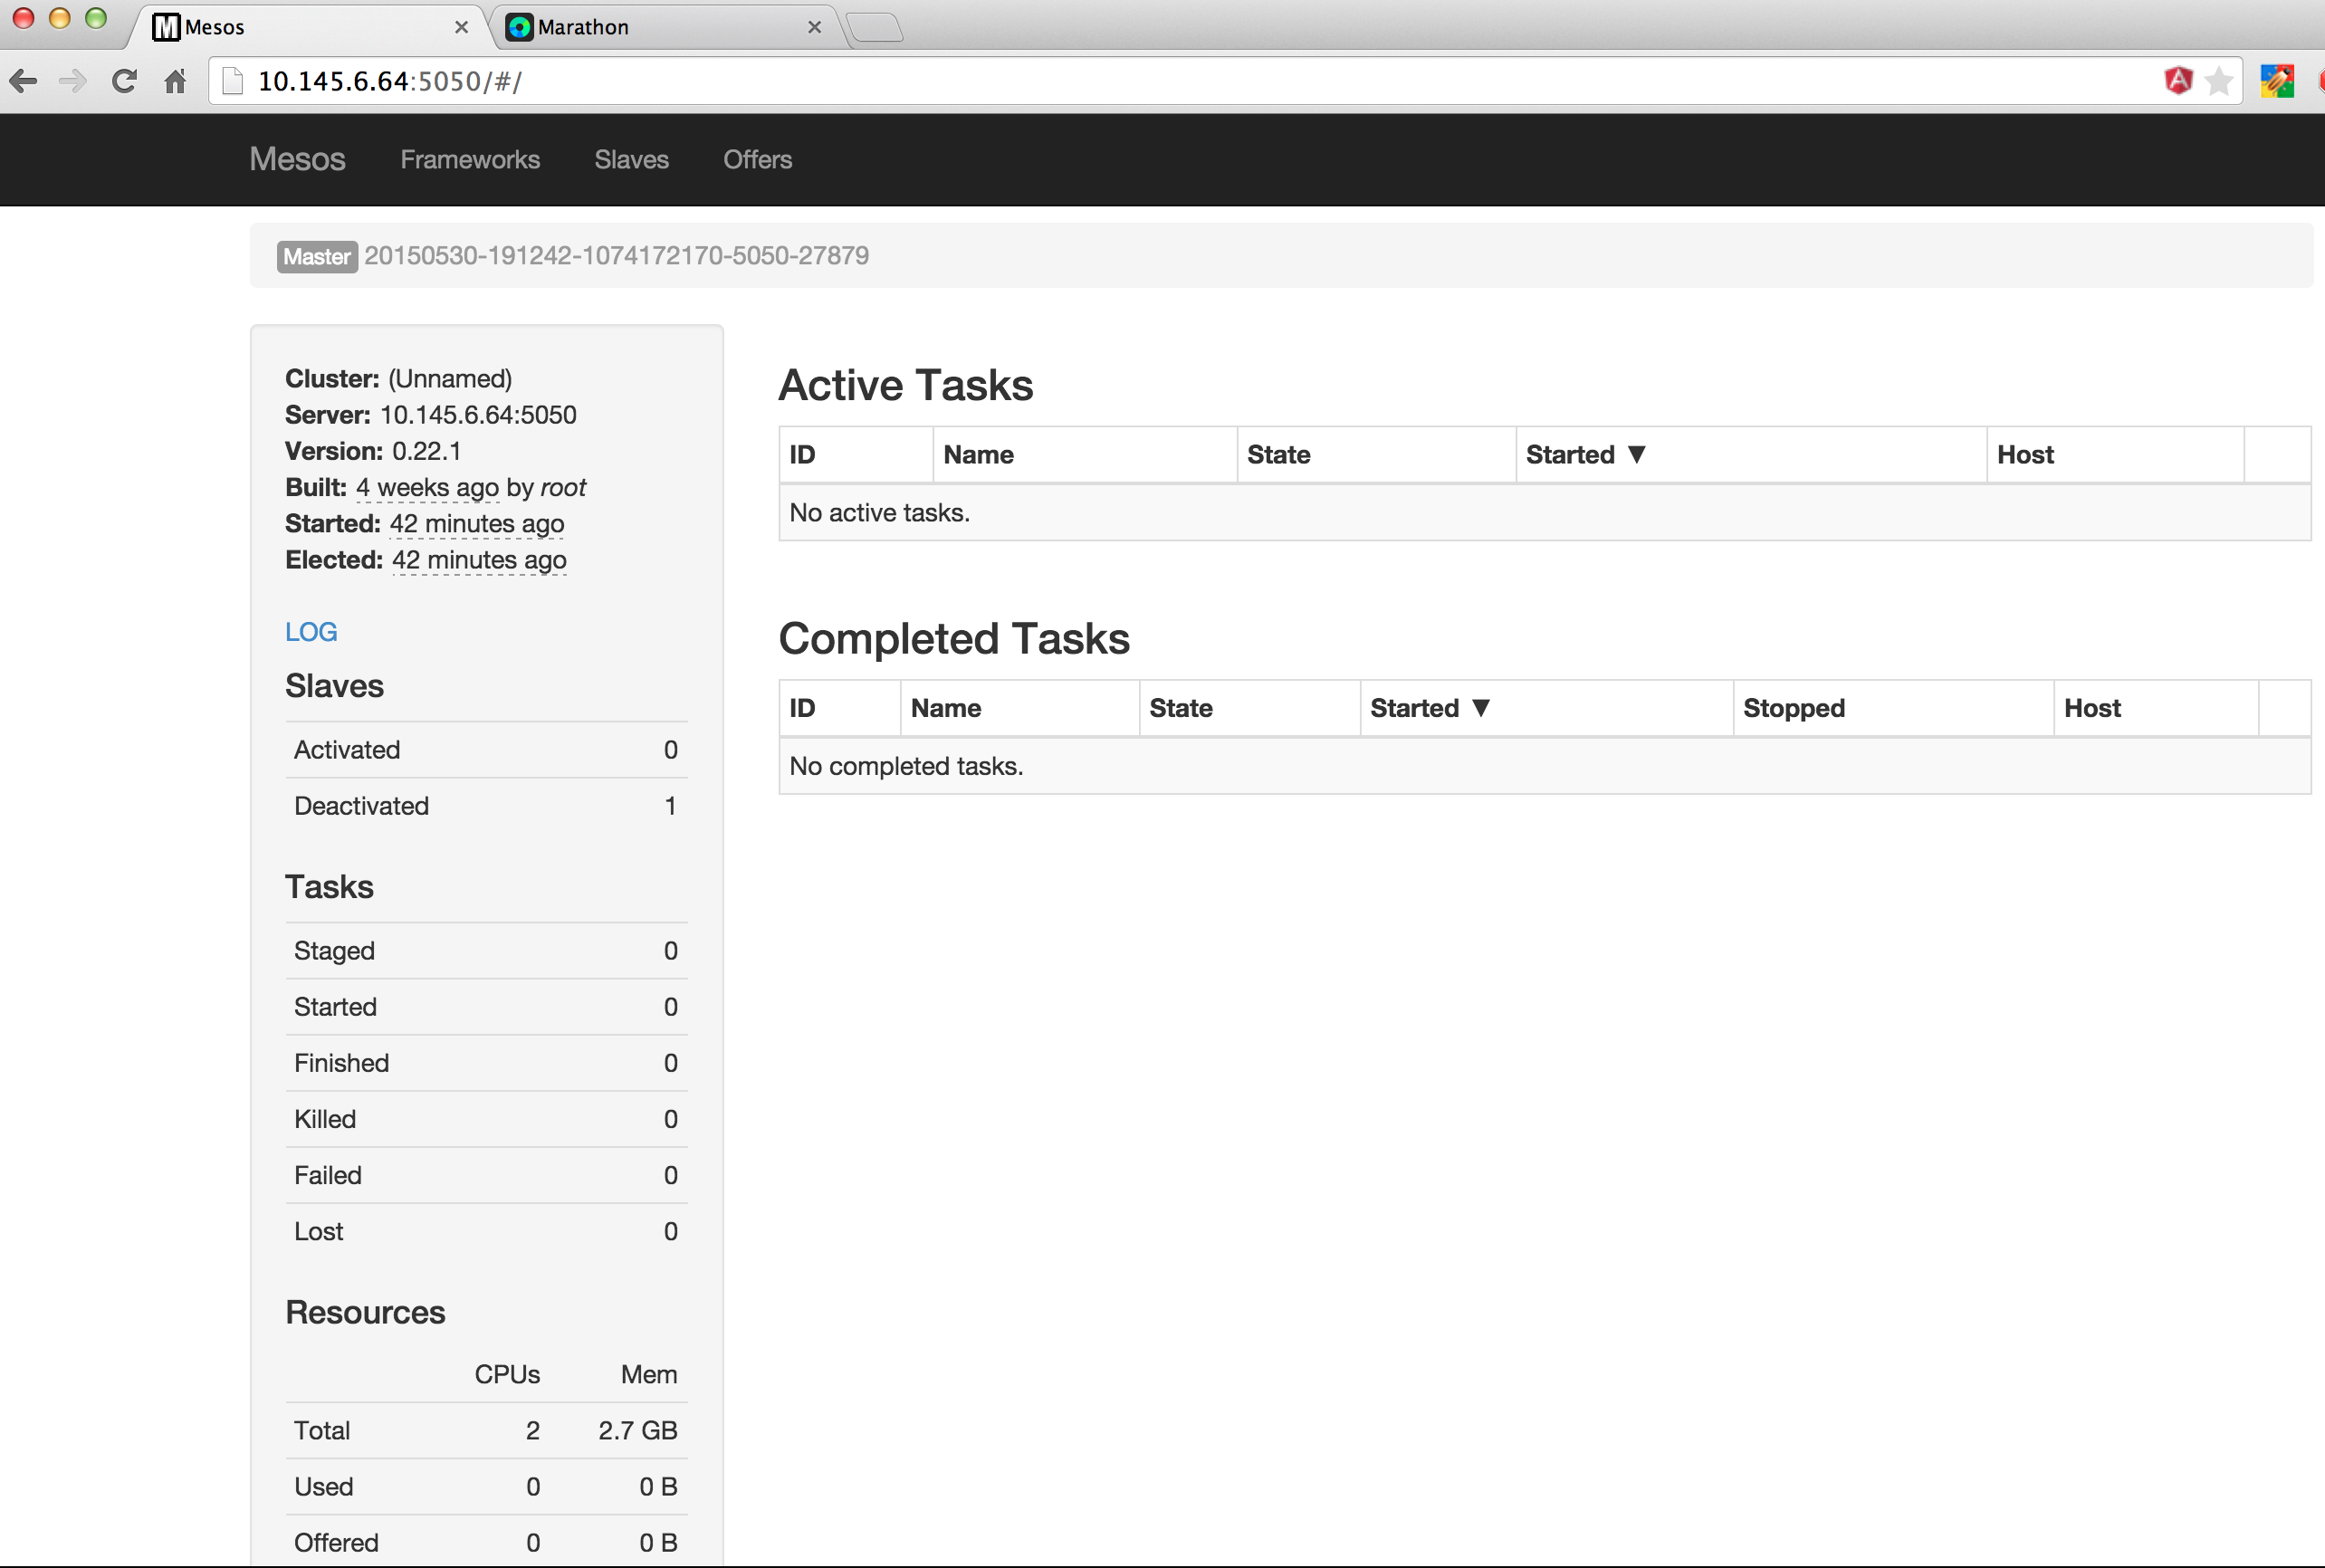 Mesos
Marathon
10.145.6.64:5050/#/
Mesos Frameworks Slaves Offers
Master 20150530-191242-1074172170-5050-27879
Cluster: (Unnamed)
Server: 10.145.6.64:5050
Version: 0.22.1
Built: 4 weeks ago by root
Started: 42 minutes ago
Elected: 42 minutes ago
LOG
Slaves
Activated 0
Deactivated 1
Tasks
Staged 0
Started 0
Finished 0
Killed 0
Failed 0
Lost 0
Resources
CPUs Mem
Total 2 2.7 GB
Used 0 0 B
Offered 0 0 B
Active Tasks
ID Name State Started ▼ Host
No active tasks.
Completed Tasks
ID Name State Started ▼ Stopped Host
No completed tasks.